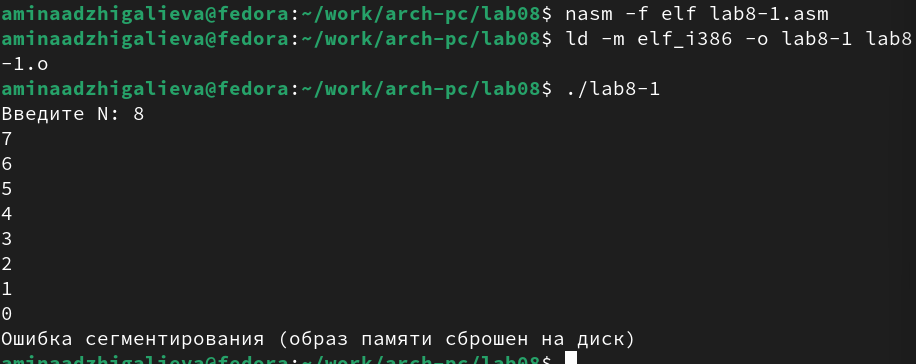 aminaadzhigalieva@fedora:~/work/arch-pc/lab08$ nasm -f elf lab8-1.asm
aminaadzhigalieva@fedora:~/work/arch-pc/lab08$ ld -m elf_i386 -o lab8-1 lab8
-1.o
aminaadzhigalieva@fedora:~/work/arch-pc/lab08$ ./lab8-1
Введите N: 8
7
6
5
4
3
2
1
0
Ошибка сегментирования (образ памяти сброшен на диск)
aminaadzhigalieva@fedora:~/work/arch-pc/lab08$